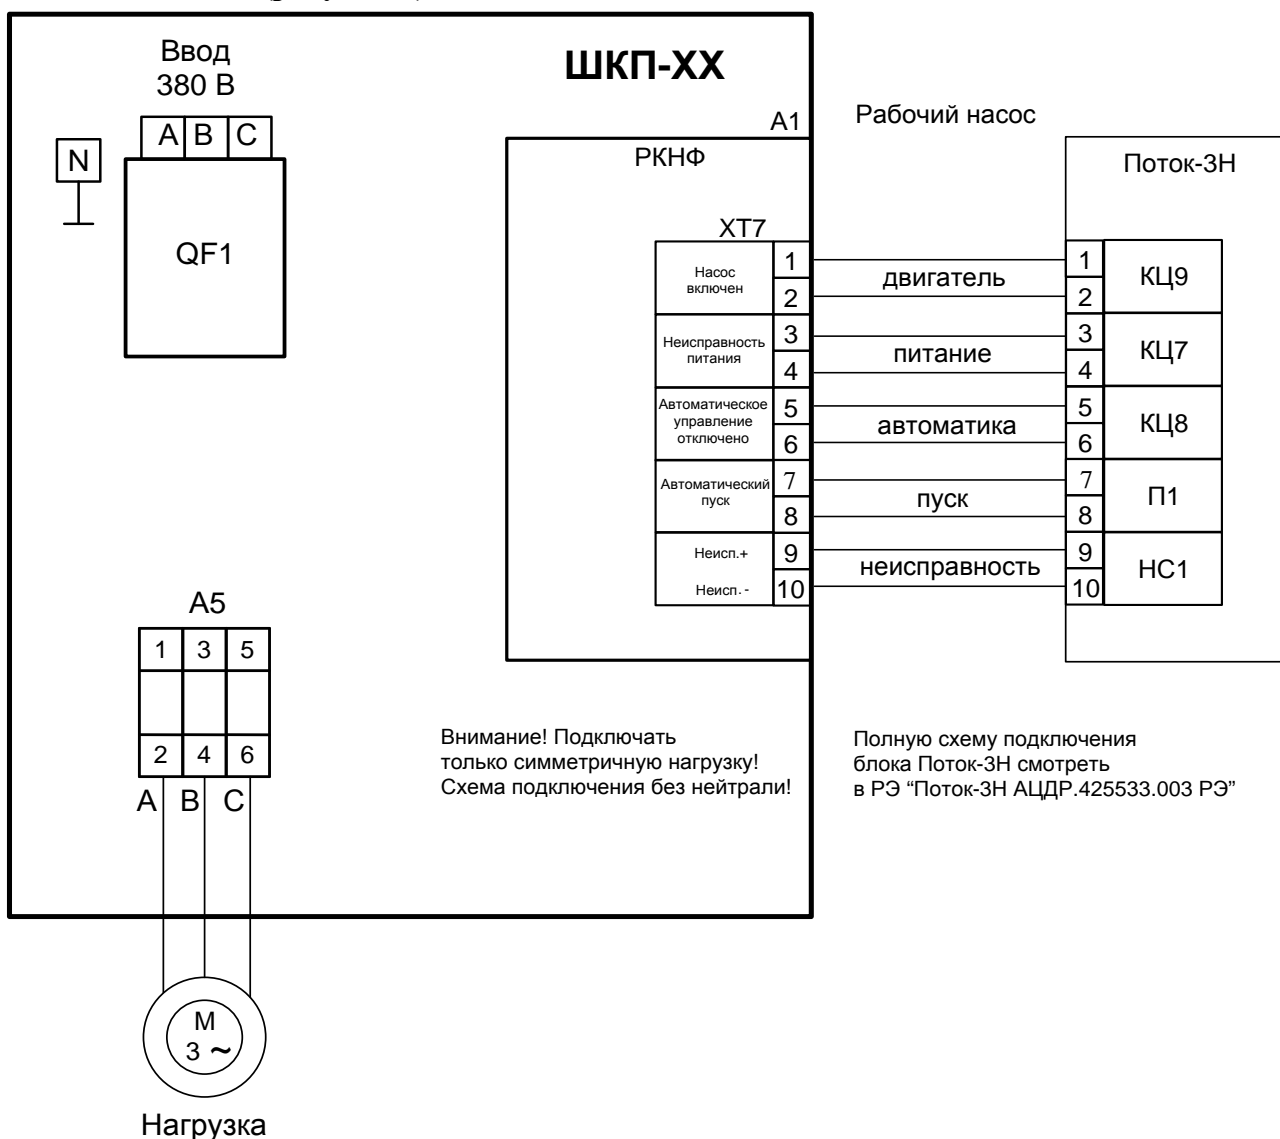 Ввод
380 В
A B C
N
QF1
ШКП-ХХ
A1
РКНФ
XT7
Насос
включен
1
2
Неисправность
питания
3
4
Автоматическое
управление
отключено
5
6
Автоматический
пуск
7
8
Неисп.+
9
Неисп.-
10
Рабочий насос
двигатель
питание
автоматика
пуск
неисправность
Поток-3Н
1
2
КЦ9
3
4
КЦ7
5
6
КЦ8
7
8
П1
9
10
НС1
A5
1 3 5
2 4 6
A B C
Внимание! Подключать
только симметричную нагрузку!
Схема подключения без нейтрали!
Полную схему подключения
блока Поток-3Н смотреть
в РЭ “Поток-3Н АЦДР.425533.003 РЭ”
М
3 ~
Нагрузка